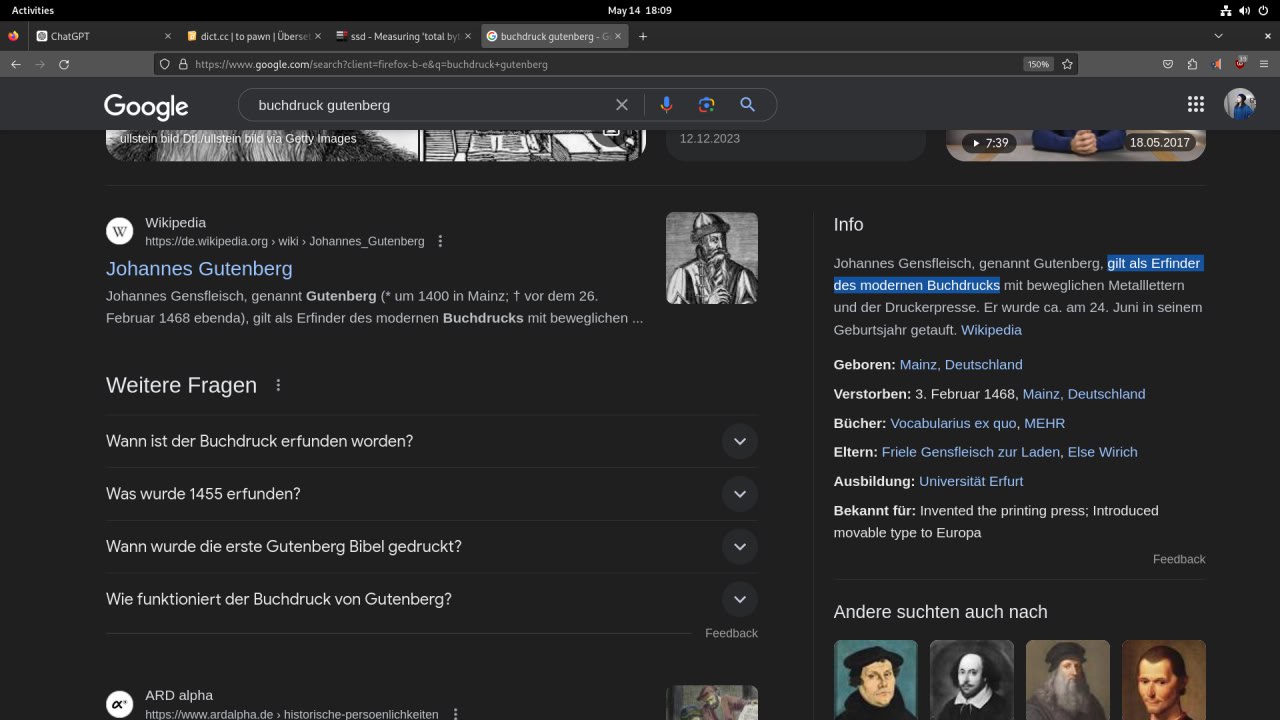 Activities
May 14 18:09
ChatGPT
dict.cc | to pawn | Überset
ssd - Measuring 'total byt
buchdruck gutenberg - G
https://www.google.com/search?client=firefox-b-e&q=buchdruck+gutenberg
150%
Google
buchdruck gutenberg
ullstein bild Dtl./ullstein bild via Getty Images
12.12.2023
7:39
18.05.2017
Wikipedia
https://de.wikipedia.org › wiki › Johannes_Gutenberg
Johannes Gutenberg
Johannes Gensfleisch, genannt Gutenberg (* um 1400 in Mainz; † vor dem 26.
Februar 1468 ebenda), gilt als Erfinder des modernen Buchdrucks mit beweglichen ...
Weitere Fragen
Wann ist der Buchdruck erfunden worden?
Was wurde 1455 erfunden?
Wann wurde die erste Gutenberg Bibel gedruckt?
Wie funktioniert der Buchdruck von Gutenberg?
Feedback
ARD alpha
https://www.ardalpha.de › historische-persoenlichkeiten
Info
Johannes Gensfleisch, genannt Gutenberg, gilt als Erfinder
des modernen Buchdrucks mit beweglichen Metalllettern
und der Druckerpresse. Er wurde ca. am 24. Juni in seinem
Geburtsjahr getauft. Wikipedia
Geboren: Mainz, Deutschland
Verstorben: 3. Februar 1468, Mainz, Deutschland
Bücher: Vocabularius ex quo, MEHR
Eltern: Friele Gensfleisch zur Laden, Else Wirich
Ausbildung: Universität Erfurt
Bekannt für: Invented the printing press; Introduced
movable type to Europa
Feedback
Andere suchten auch nach